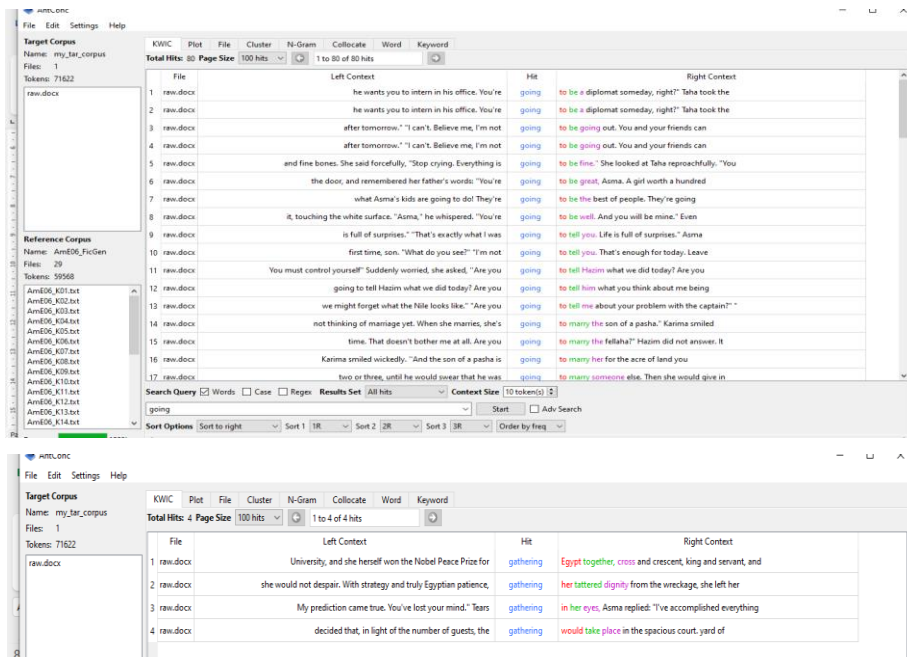 AntConc
File Edit Settings Help
Target Corpus
Name: my_tar_corpus
Files: 1
Tokens: 71622
raw.docx
Reference Corpus
Name: AmE06_FicGen
Files: 29
Tokens: 59568
AmE06_K01.txt
AmE06_K02.txt
AmE06_K03.txt
AmE06_K04.txt
AmE06_K05.txt
AmE06_K06.txt
AmE06_K07.txt
AmE06_K08.txt
AmE06_K09.txt
AmE06_K10.txt
AmE06_K11.txt
AmE06_K12.txt
AmE06_K13.txt
AmE06_K14.txt
KWIC Plot File Cluster N-Gram Collocate Word Keyword
Total Hits: 80 Page Size 100 hits 1 to 80 of 80 hits
File Left Context Hit Right Context
1 raw.docx he wants you to intern in his office. You're going to be a diplomat someday, right?" Taha took the
2 raw.docx he wants you to intern in his office. You're going to be a diplomat someday, right?" Taha took the
3 raw.docx after tomorrow." "I can't. Believe me, I'm not going to be going out. You and your friends can
4 raw.docx after tomorrow." "I can't. Believe me, I'm not going to be going out. You and your friends can
5 raw.docx and fine bones. She said forcefully, "Stop crying. Everything is going to be fine." She looked at Taha reproachfully. "You
6 raw.docx the door, and remembered her father's words: "You're going to be great, Asma. A girl worth a hundred
7 raw.docx what Asma's kids are going to do! They're going to be the best of people. They're going
8 raw.docx it, touching the white surface. "Asma," he whispered. "You're going to be well. And you will be mine." Even
9 raw.docx is full of surprises." "That's exactly what I was going to tell you. Life is full of surprises." Asma
10 raw.docx first time, son. "What do you see?" "I'm not going to tell you. That's enough for today. Leave
11 raw.docx You must control yourself" Suddenly worried, she asked, "Are you going to tell Hazim what we did today? Are you
12 raw.docx going to tell Hazim what we did today? Are you going to tell him what you think about me being
13 raw.docx we might forget what the Nile looks like." "Are you going to tell me about your problem with the captain?" "
14 raw.docx not thinking of marriage yet. When she marries, she's going to marry the son of a pasha." Karima smiled
15 raw.docx time. That doesn't bother me at all. Are you going to marry the fellaha?" Hazim did not answer. It
16 raw.docx Karima smiled wickedly. "And the son of a pasha is going to marry her for the acre of land you
17 raw.docx two or three, until he would swear that he was going to marry someone else. Then she would give in
Search Query Words Case Regex Results Set All hits Context Size 10 token(s)
going Start Adv Search
Sort Options Sort to right Sort 1 1R Sort 2 2R Sort 3 3R Order by freq
AntConc
File Edit Settings Help
Target Corpus
Name: my_tar_corpus
Files: 1
Tokens: 71622
raw.docx
KWIC Plot File Cluster N-Gram Collocate Word Keyword
Total Hits: 4 Page Size 100 hits 1 to 4 of 4 hits
File Left Context Hit Right Context
1 raw.docx University, and she herself won the Nobel Peace Prize for gathering Egypt together, cross and crescent, king and servant, and
2 raw.docx she would not despair. With strategy and truly Egyptian patience, gathering her tattered dignity from the wreckage, she left her
3 raw.docx My prediction came true. You've lost your mind." Tears gathering in her eyes, Asma replied: "I've accomplished everything
4 raw.docx decided that, in light of the number of guests, the gathering would take place in the spacious court. yard of